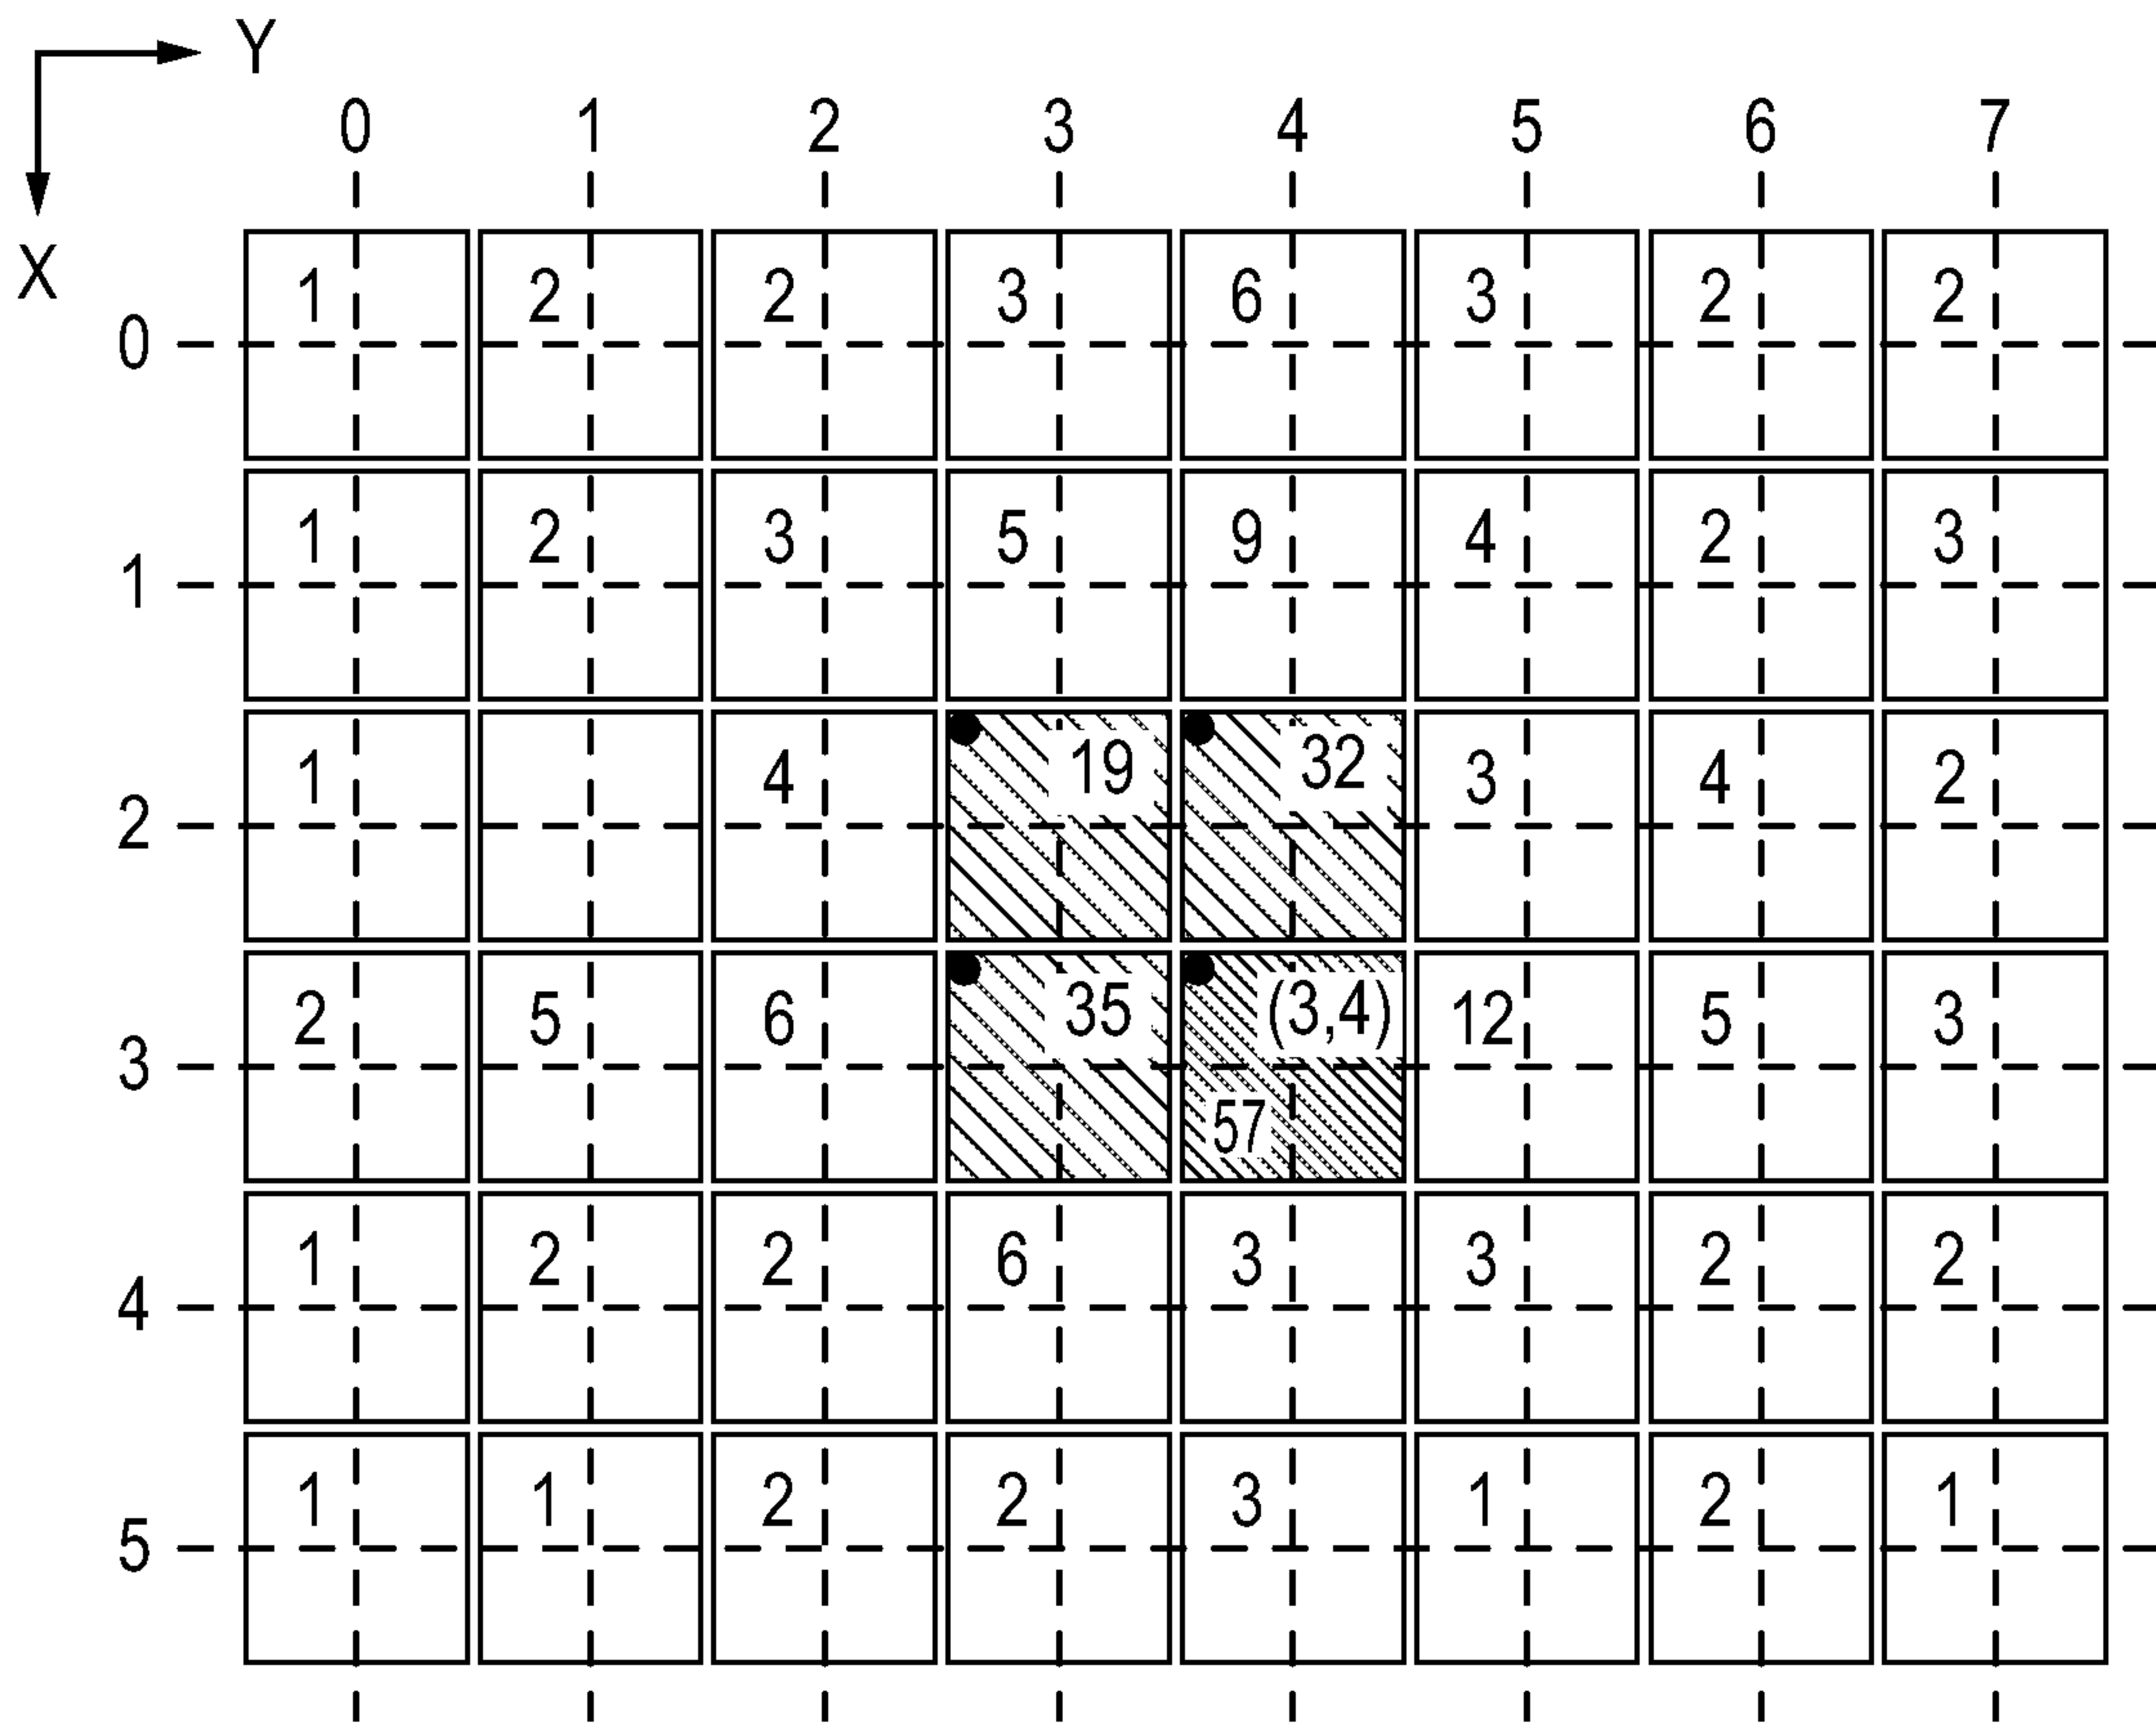 Y
0 1 2 3 4 5 6 7
X
0 1 2 2 3 6 3 2 2
1 1 2 3 5 9 4 2 3
2 1 4 19 32 3 4 2
3 2 5 6 35 (3,4) 12 5 3
57
4 1 2 2 6 3 3 2 2
5 1 1 2 2 3 1 2 1